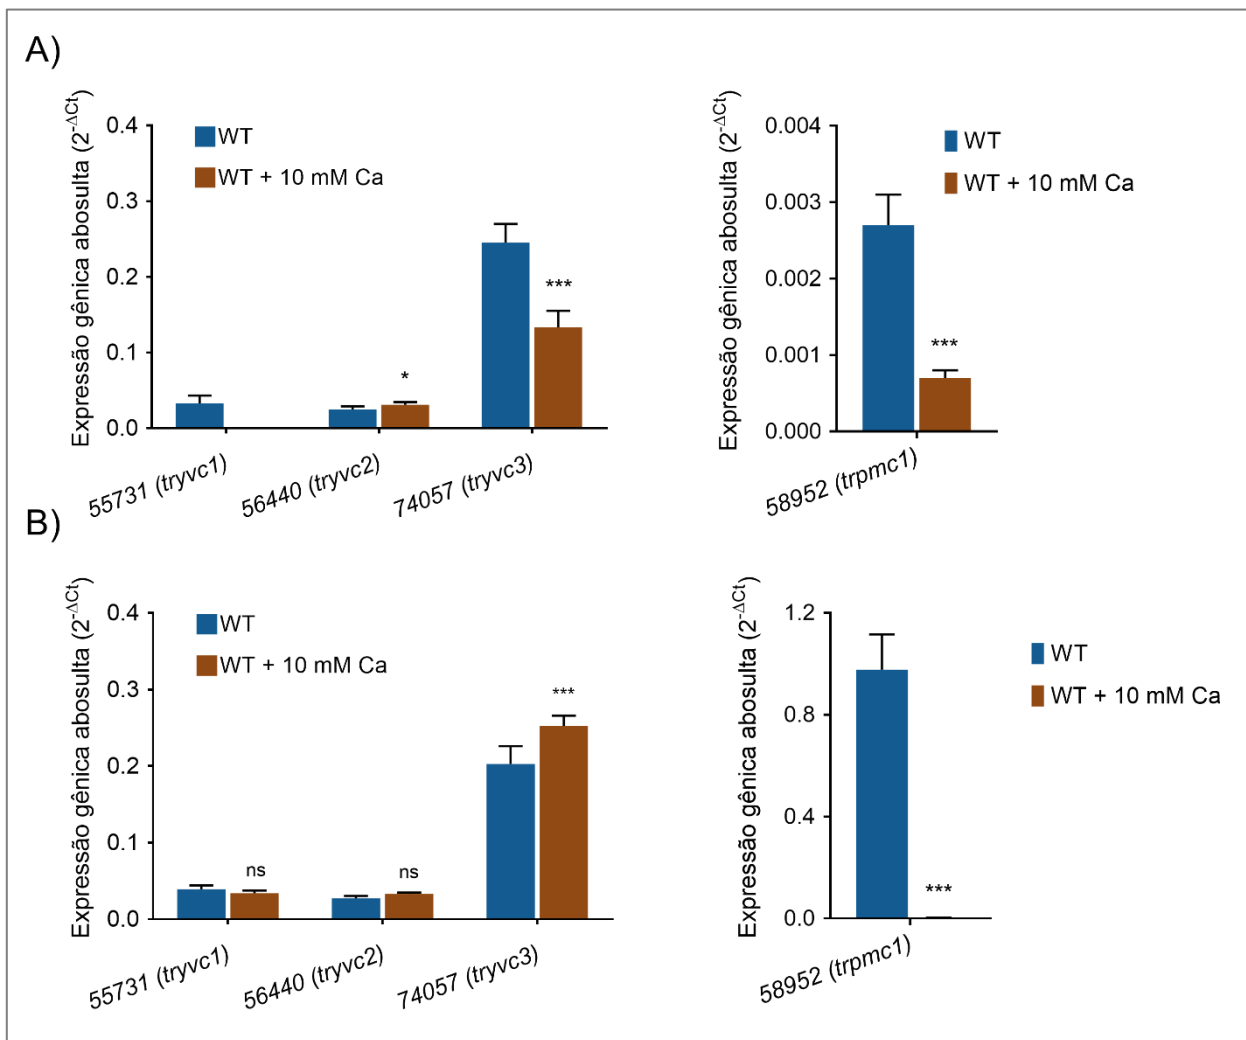 A)
Expressão gênica abosulta (2^-ΔCt)
0.4
0.3
0.2
0.1
0.0
WT
WT + 10 mM Ca
*
***
55731 (tryvc1)
56440 (tryvc2)
74057 (tryvc3)
Expressão gênica abosulta (2^-ΔCt)
0.004
0.003
0.002
0.001
0.000
WT
WT + 10 mM Ca
***
58952 (trpmc1)
B)
Expressão gênica abosulta (2^-ΔCt)
0.4
0.3
0.2
0.1
0.0
WT
WT + 10 mM Ca
ns
ns
***
55731 (tryvc1)
56440 (tryvc2)
74057 (tryvc3)
Expressão gênica abosulta (2^-ΔCt)
1.2
0.8
0.4
0.0
WT
WT + 10 mM Ca
***
58952 (trpmc1)